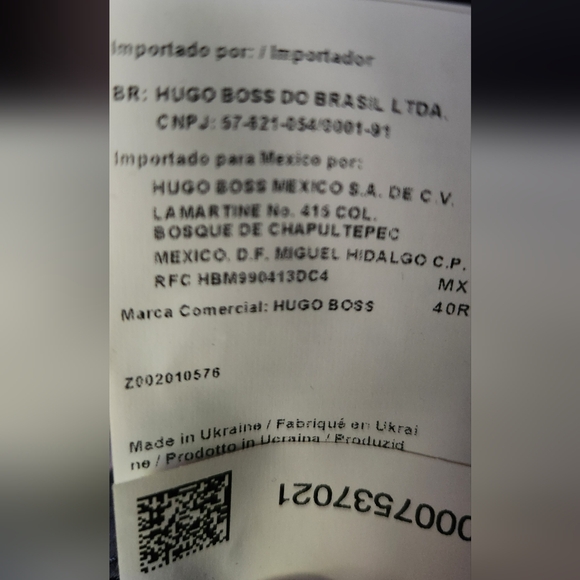 Importado por: / Importador
BR: HUGO BOSS DO BRASIL LTDA.
CNPJ: 57-821-054/0001-91
Importado para Mexico por:
HUGO BOSS MEXICO S.A. DE C.V.
LAMARTINE No. 415 COL.
BOSQUE DE CHAPULTEPEC
MEXICO. D.F. MIGUEL HIDALGO C.P.
RFC HBM990413DC4 MX
Marca Comercial: HUGO BOSS 40R
Z002010576
Made in Ukraine / Fabriqué en Ukrai
ne / Prodotto in Ucraina / Produzid
0007537021